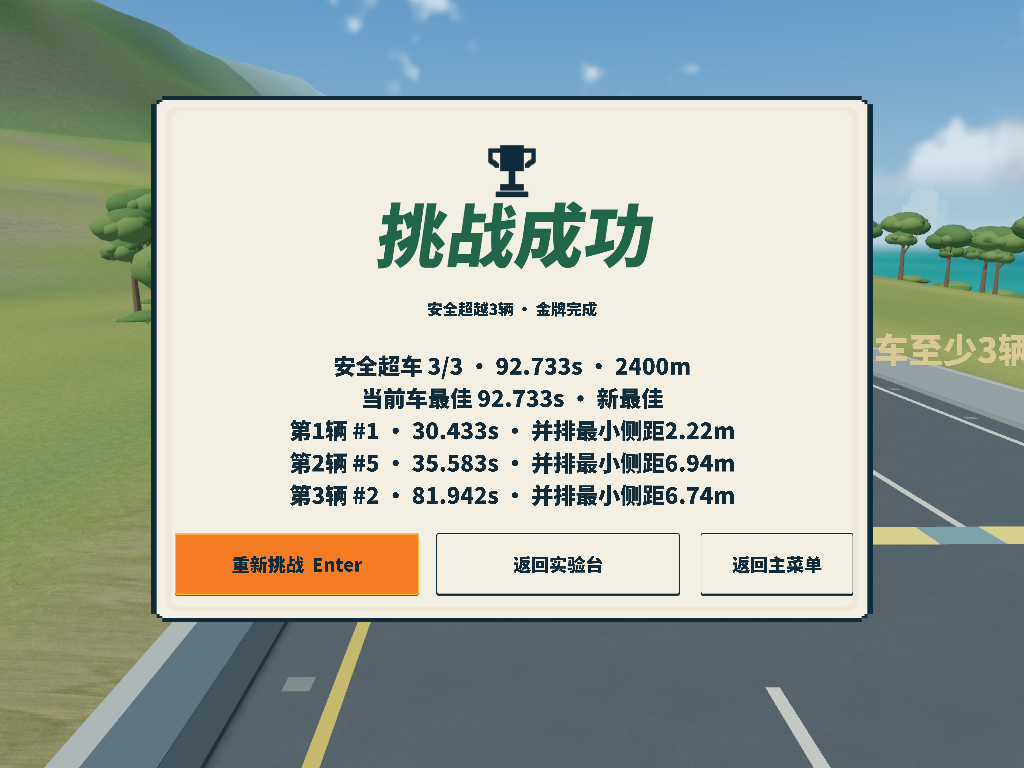 挑战成功
安全超越3辆 · 金牌完成
安全超车 3/3 · 92.733s · 2400m
当前车最佳 92.733s · 新最佳
第1辆 #1 · 30.433s · 并排最小侧距2.22m
第2辆 #5 · 35.583s · 并排最小侧距6.94m
第3辆 #2 · 81.942s · 并排最小侧距6.74m
车至少3辆
重新挑战 Enter
返回实验台
返回主菜单